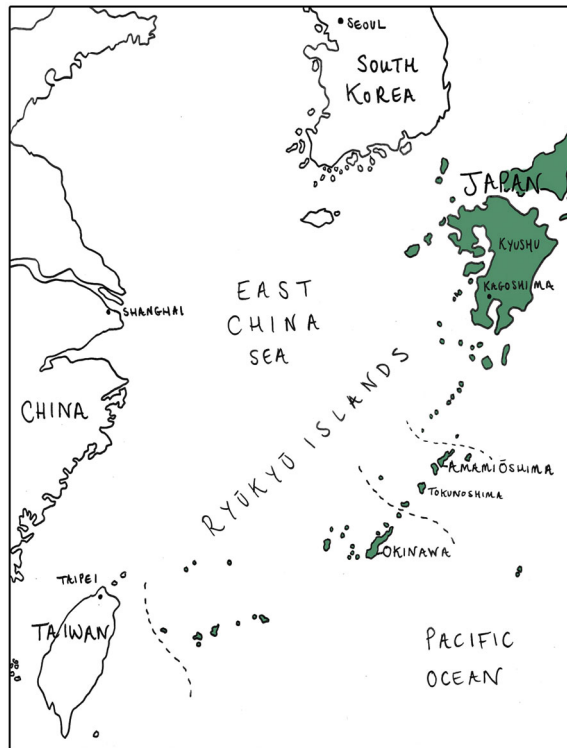 SEOUL
SOUTH
KOREA
JAPAN
KYUSHU
KAGOSHIMA
EAST
CHINA
SEA
SHANGHAI
CHINA
RYŪKYŪ ISLANDS
AMAMIŌSHIMA
TOKUNOSHIMA
OKINAWA
TAIPEI
TAIWAN
PACIFIC
OCEAN